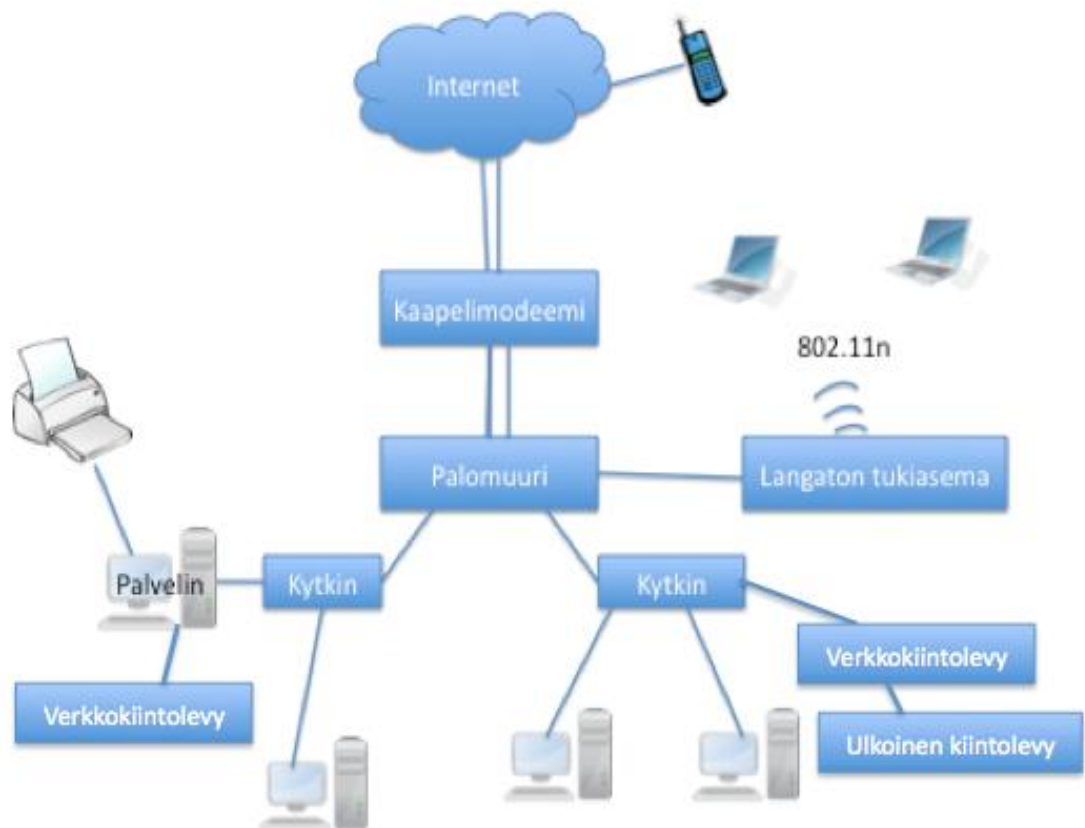 Internet
Kaapelimodeemi
802.11n
Palomuuri
Langaton tukiasema
Palvelin
Kytkin
Kytkin
Verkkokiintolevy
Verkkokiintolevy
Ulkoinen kiintolevy